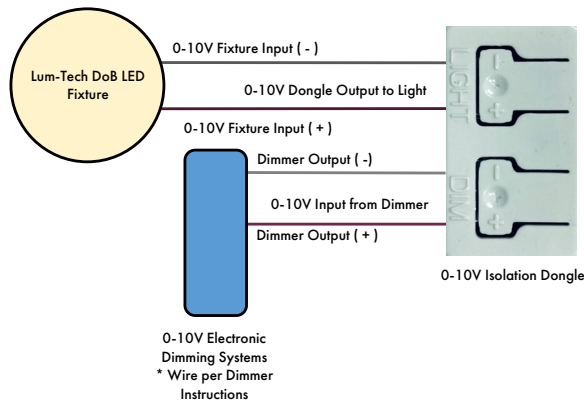 0-10V Fixture Input ( - )
Lum-Tech DoB LED
Fixture
0-10V Dongle Output to Light
0-10V Fixture Input ( + )
LIGHT
- 
+
Dimmer Output ( - )
0-10V Input from Dimmer
Dimmer Output ( + )
DIM
-
+
0-10V Isolation Dongle
0-10V Electronic
Dimming Systems
* Wire per Dimmer
Instructions